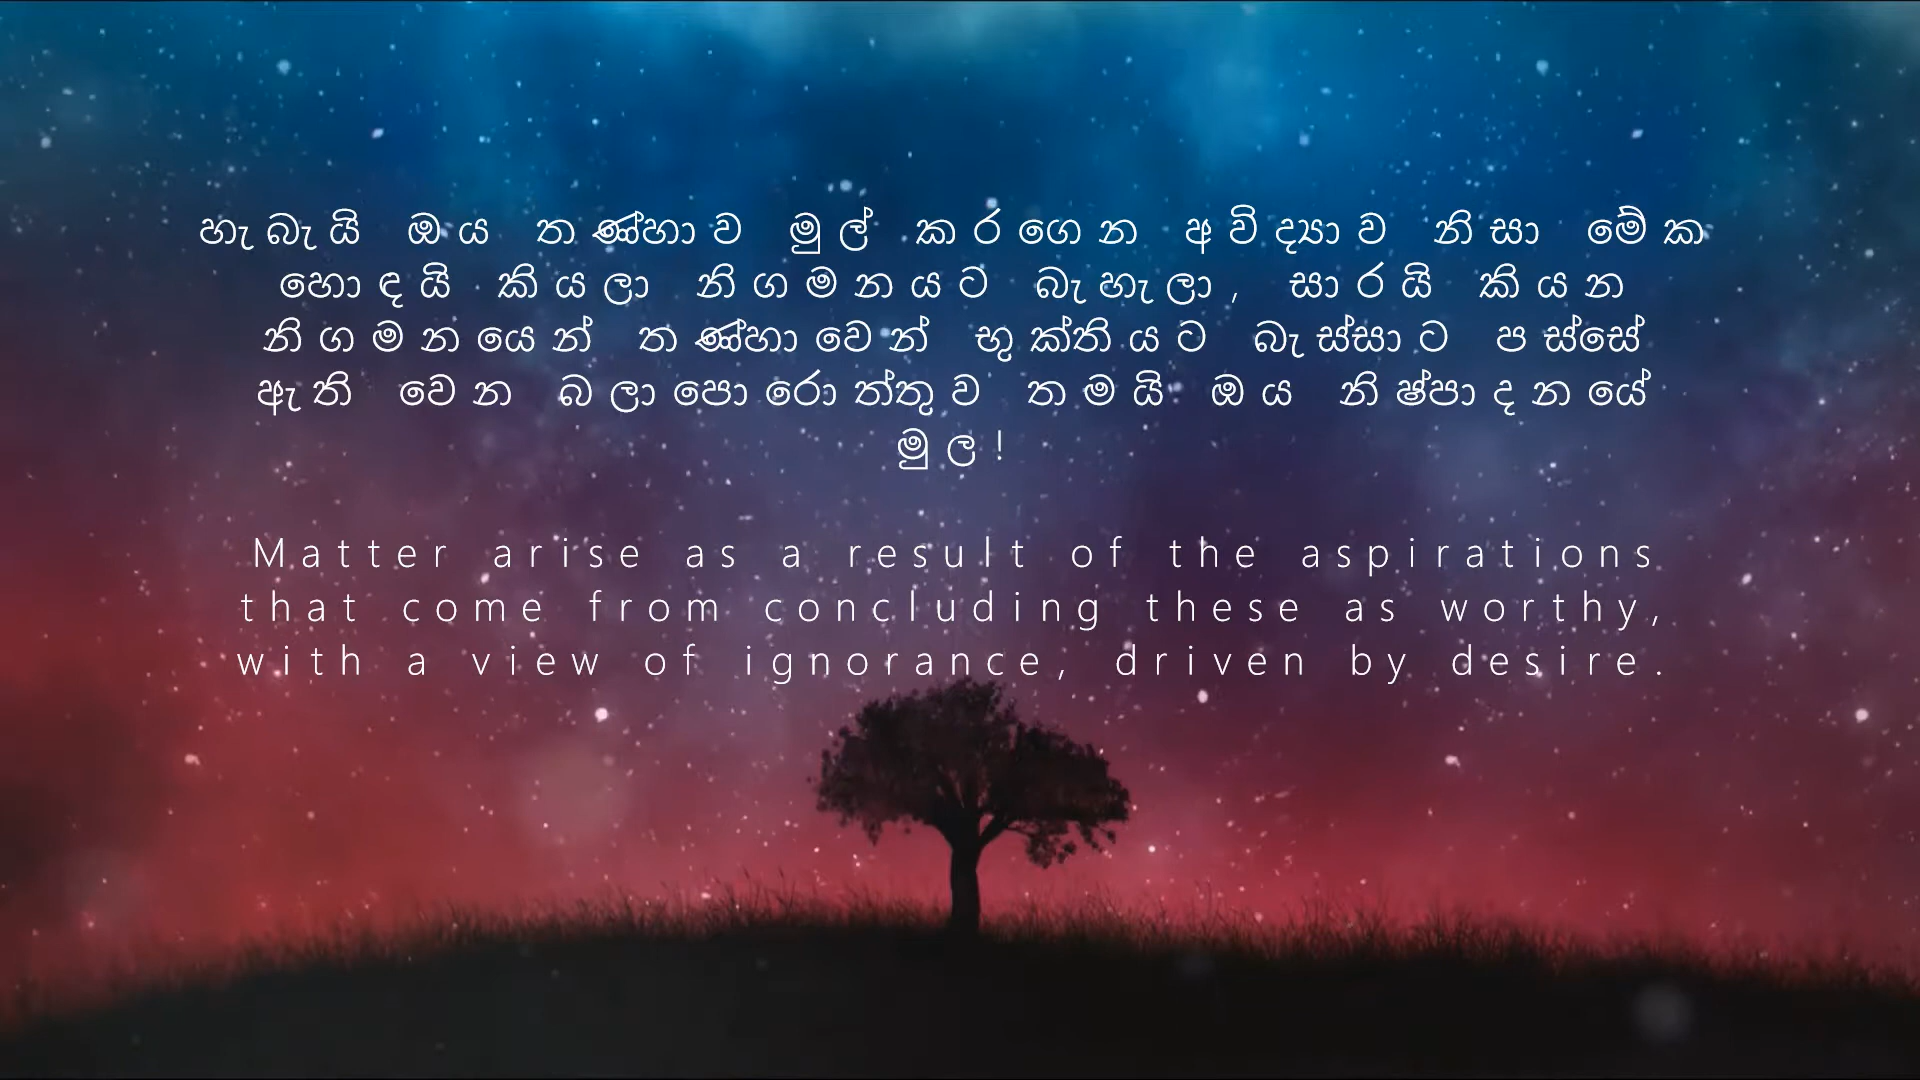 හැබැයි ඔය තණ්හාව මුල් කරගෙන අවිද්‍යාව නිසා මේක
හොඳයි කියලා නිගමනයට බැහැලා, සාරයි කියන
නිගමනයෙන් තණ්හාවෙන් භුක්තියට බැස්සාට පස්සේ
ඇති වෙන බලාපොරොත්තුව තමයි ඔය නිෂ්පාදනයේ
මුල!
Matter arise as a result of the aspirations
that come from concluding these as worthy,
with a view of ignorance, driven by desire.